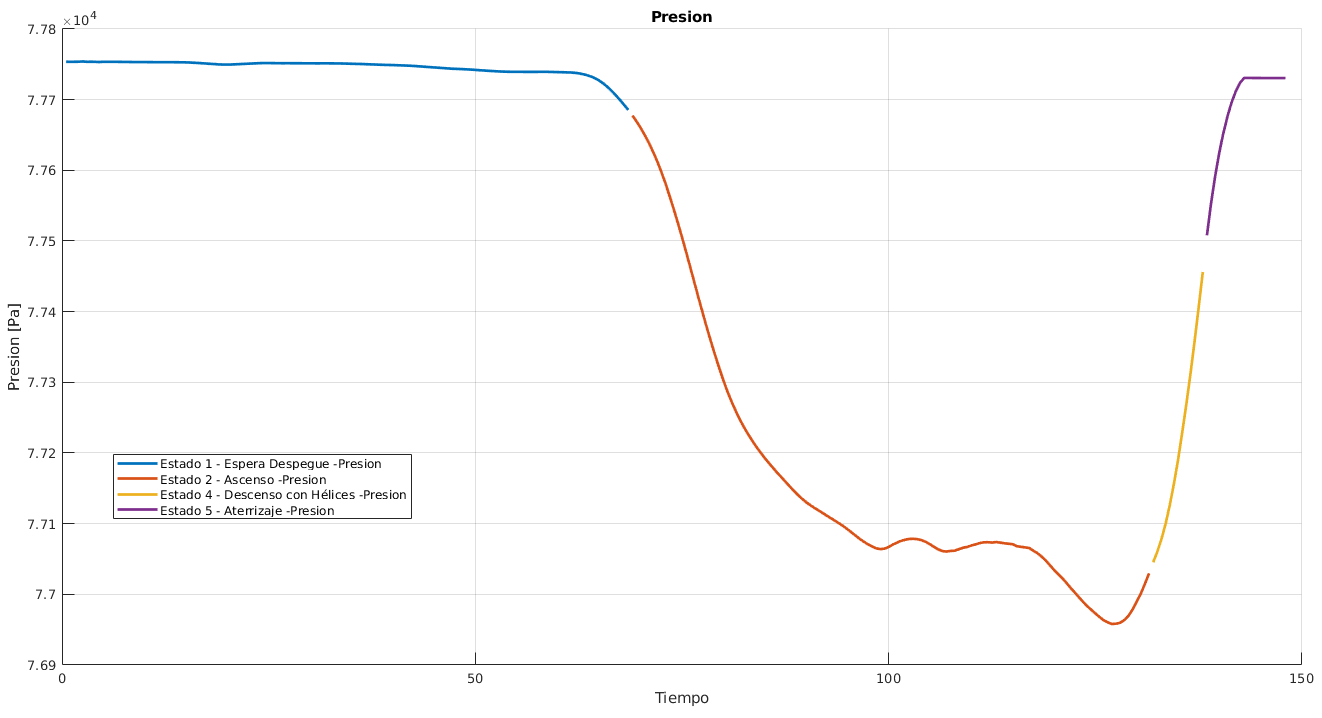 Presion
×10⁴
7.78
7.77
7.76
7.75
7.74
7.73
7.72
7.71
7.7
7.69
Presion [Pa]
Estado 1 - Espera Despegue -Presion
Estado 2 - Ascenso -Presion
Estado 4 - Descenso con Hélices -Presion
Estado 5 - Aterrizaje -Presion
0 50 100 150
Tiempo